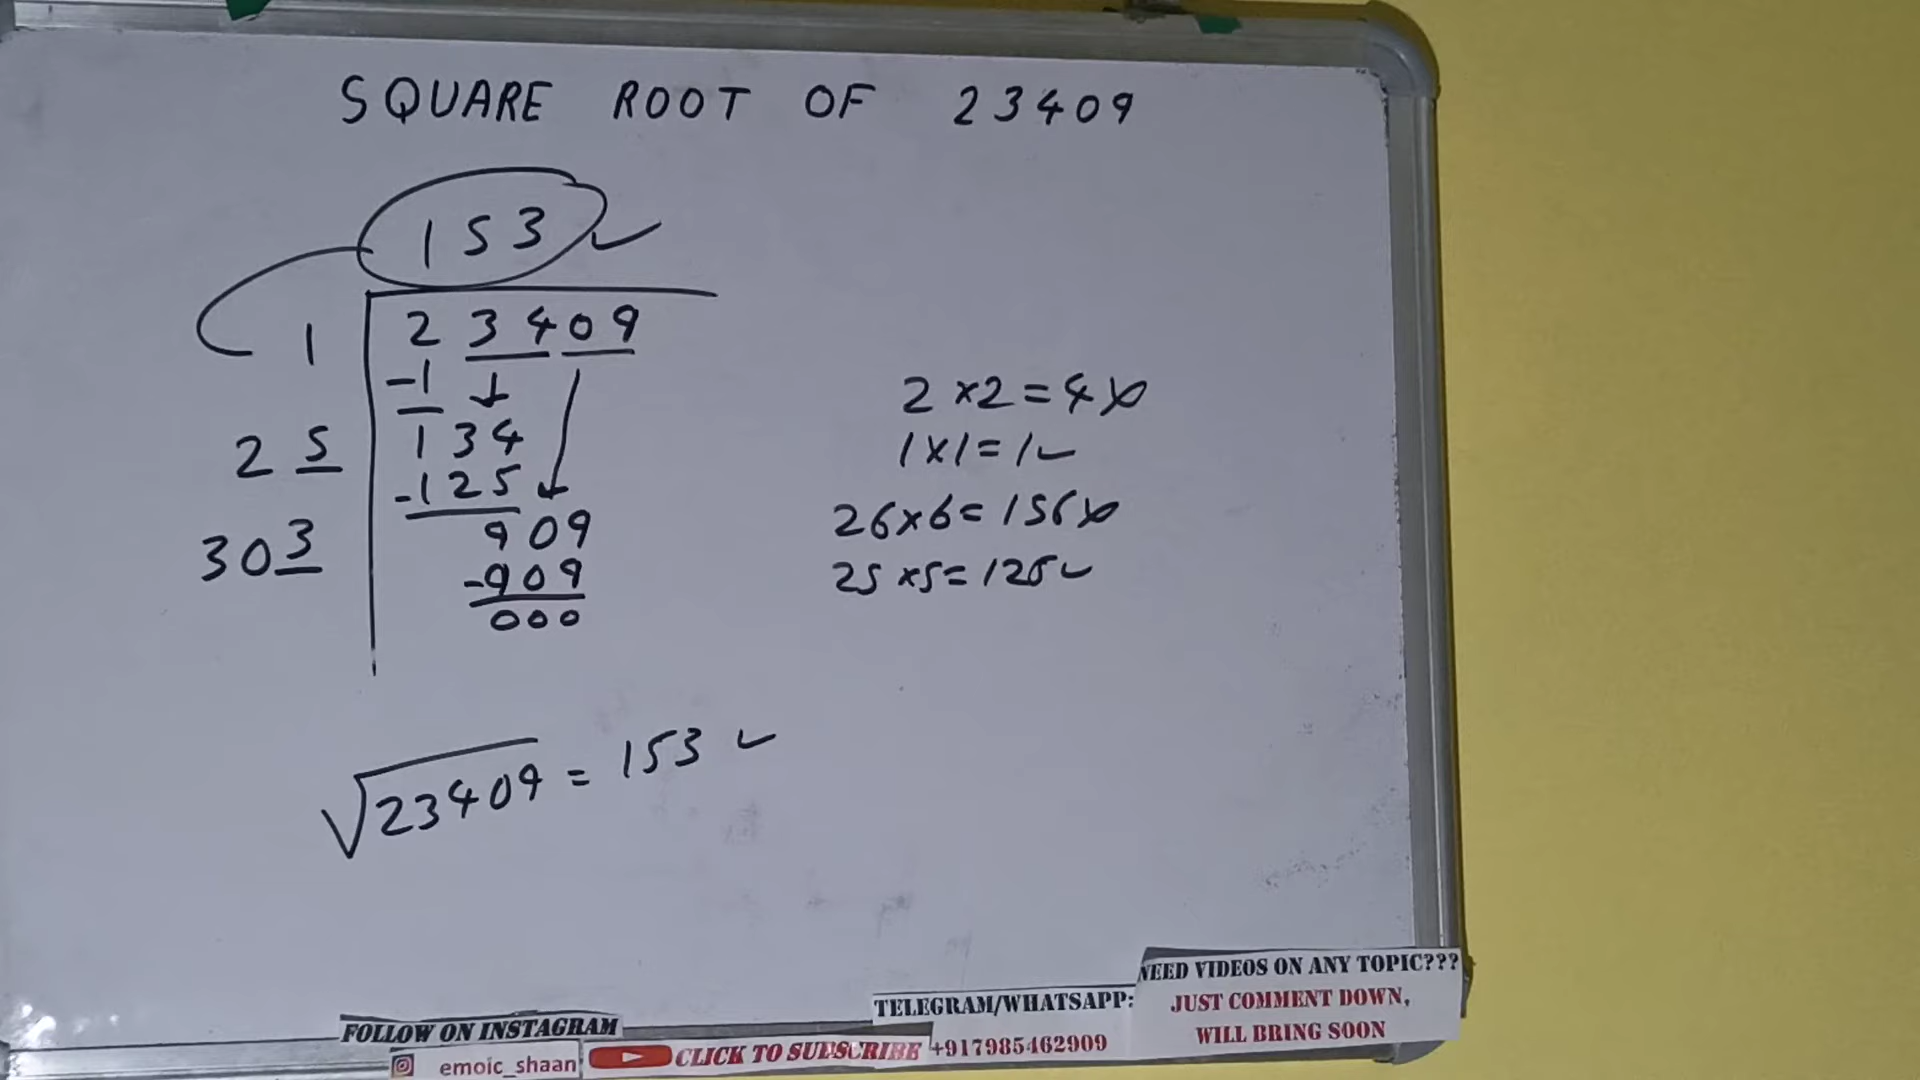 SQUARE ROOT OF 23409
153 ✓
1 23409
-1
134
2 5 -125
909
303 -909
000
2×2=4 ×
1×1=1 ✓
26×6=156 ×
25×5=125 ✓
√23409 = 153 ✓
NEED VIDEOS ON ANY TOPIC???
JUST COMMENT DOWN,
WILL BRING SOON
TELEGRAM/WHATSAPP:
+917985462909
FOLLOW ON INSTAGRAM
emoic_shaan
CLICK TO SUBSCRIBE